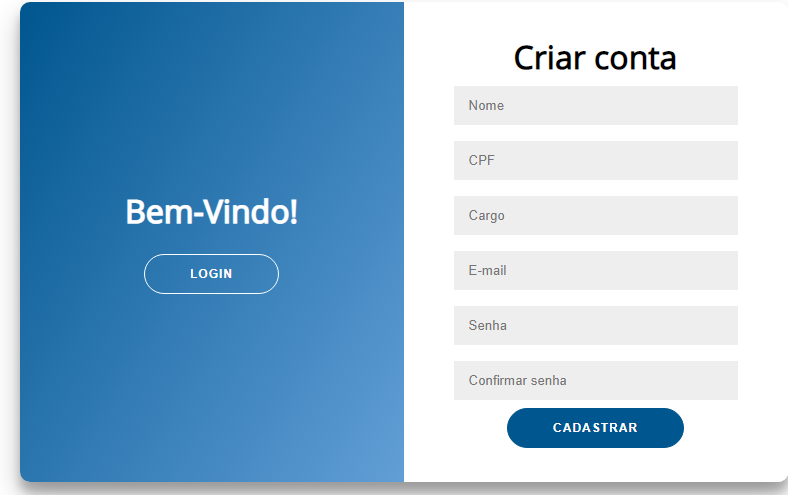 Bem-Vindo!
LOGIN
Criar conta
Nome
CPF
Cargo
E-mail
Senha
Confirmar senha
CADASTRAR